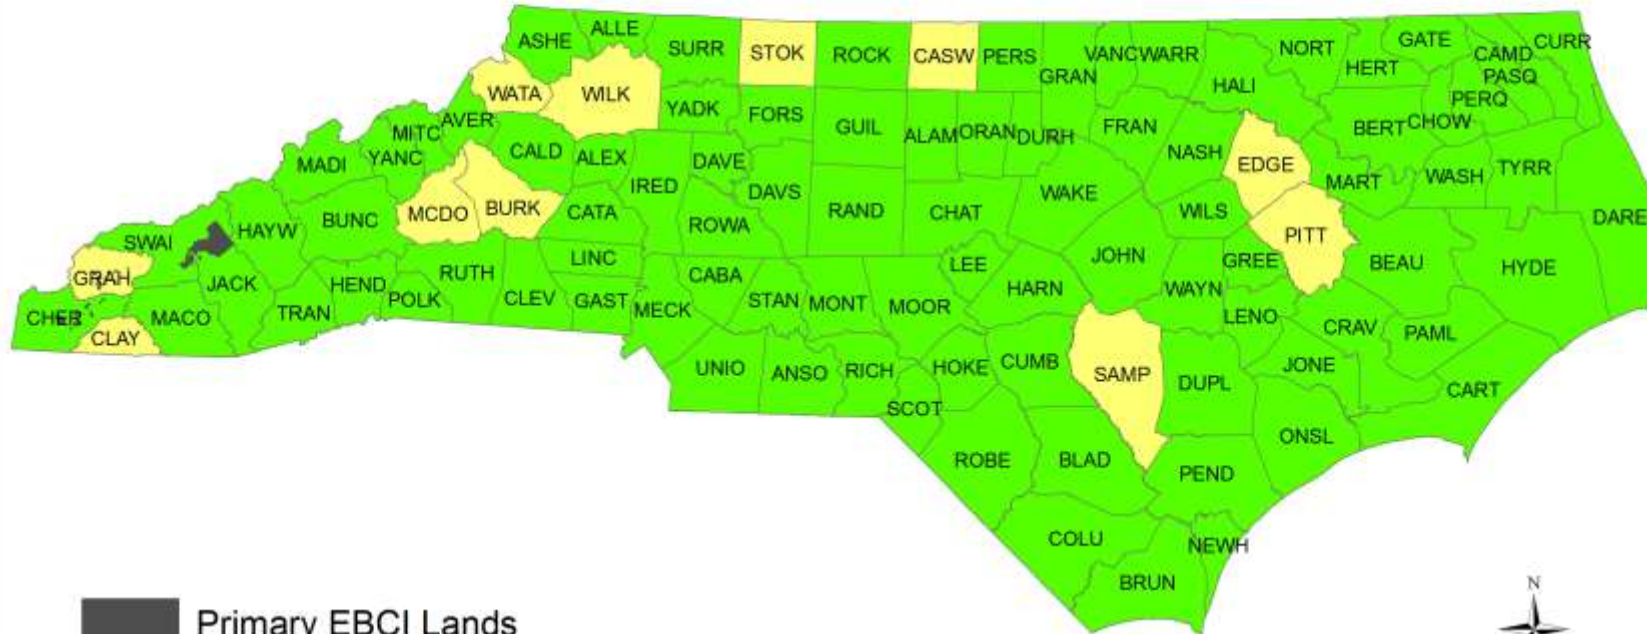 ASHE ALLE SURR STOK ROCK CASW PERS GRAN VANC WARR NORT GATE HERT CAMD CURR PASQ PERQ
WATA WILK YADK FORS GUIL ALAM ORAN DURH FRAN HALI BERT CHOW
MITC AVER CALD ALEX IRED DAVE DAVS NASH EDGE MART WASH TYRR
MADI YANC MCDO BURK CATA ROWA RAND CHAT WAKE WILS PITT DARE
SWAI HAYW BUNC LINC LEE JOHN GREE BEAU HYDE
GRAH JACK HEND RUTH CABA HARN WAYN
CHER MACO TRAN POLK CLEV GAST MECK STAN MONT MOOR LENO CRAV PAML
CLAY UNIO ANSO RICH HOKE CUMB SAMP DUPL JONE CART
SCOT ONSL
ROBE BLAD PEND
COLU NEWH
BRUN
N
Primary EBCI Lands